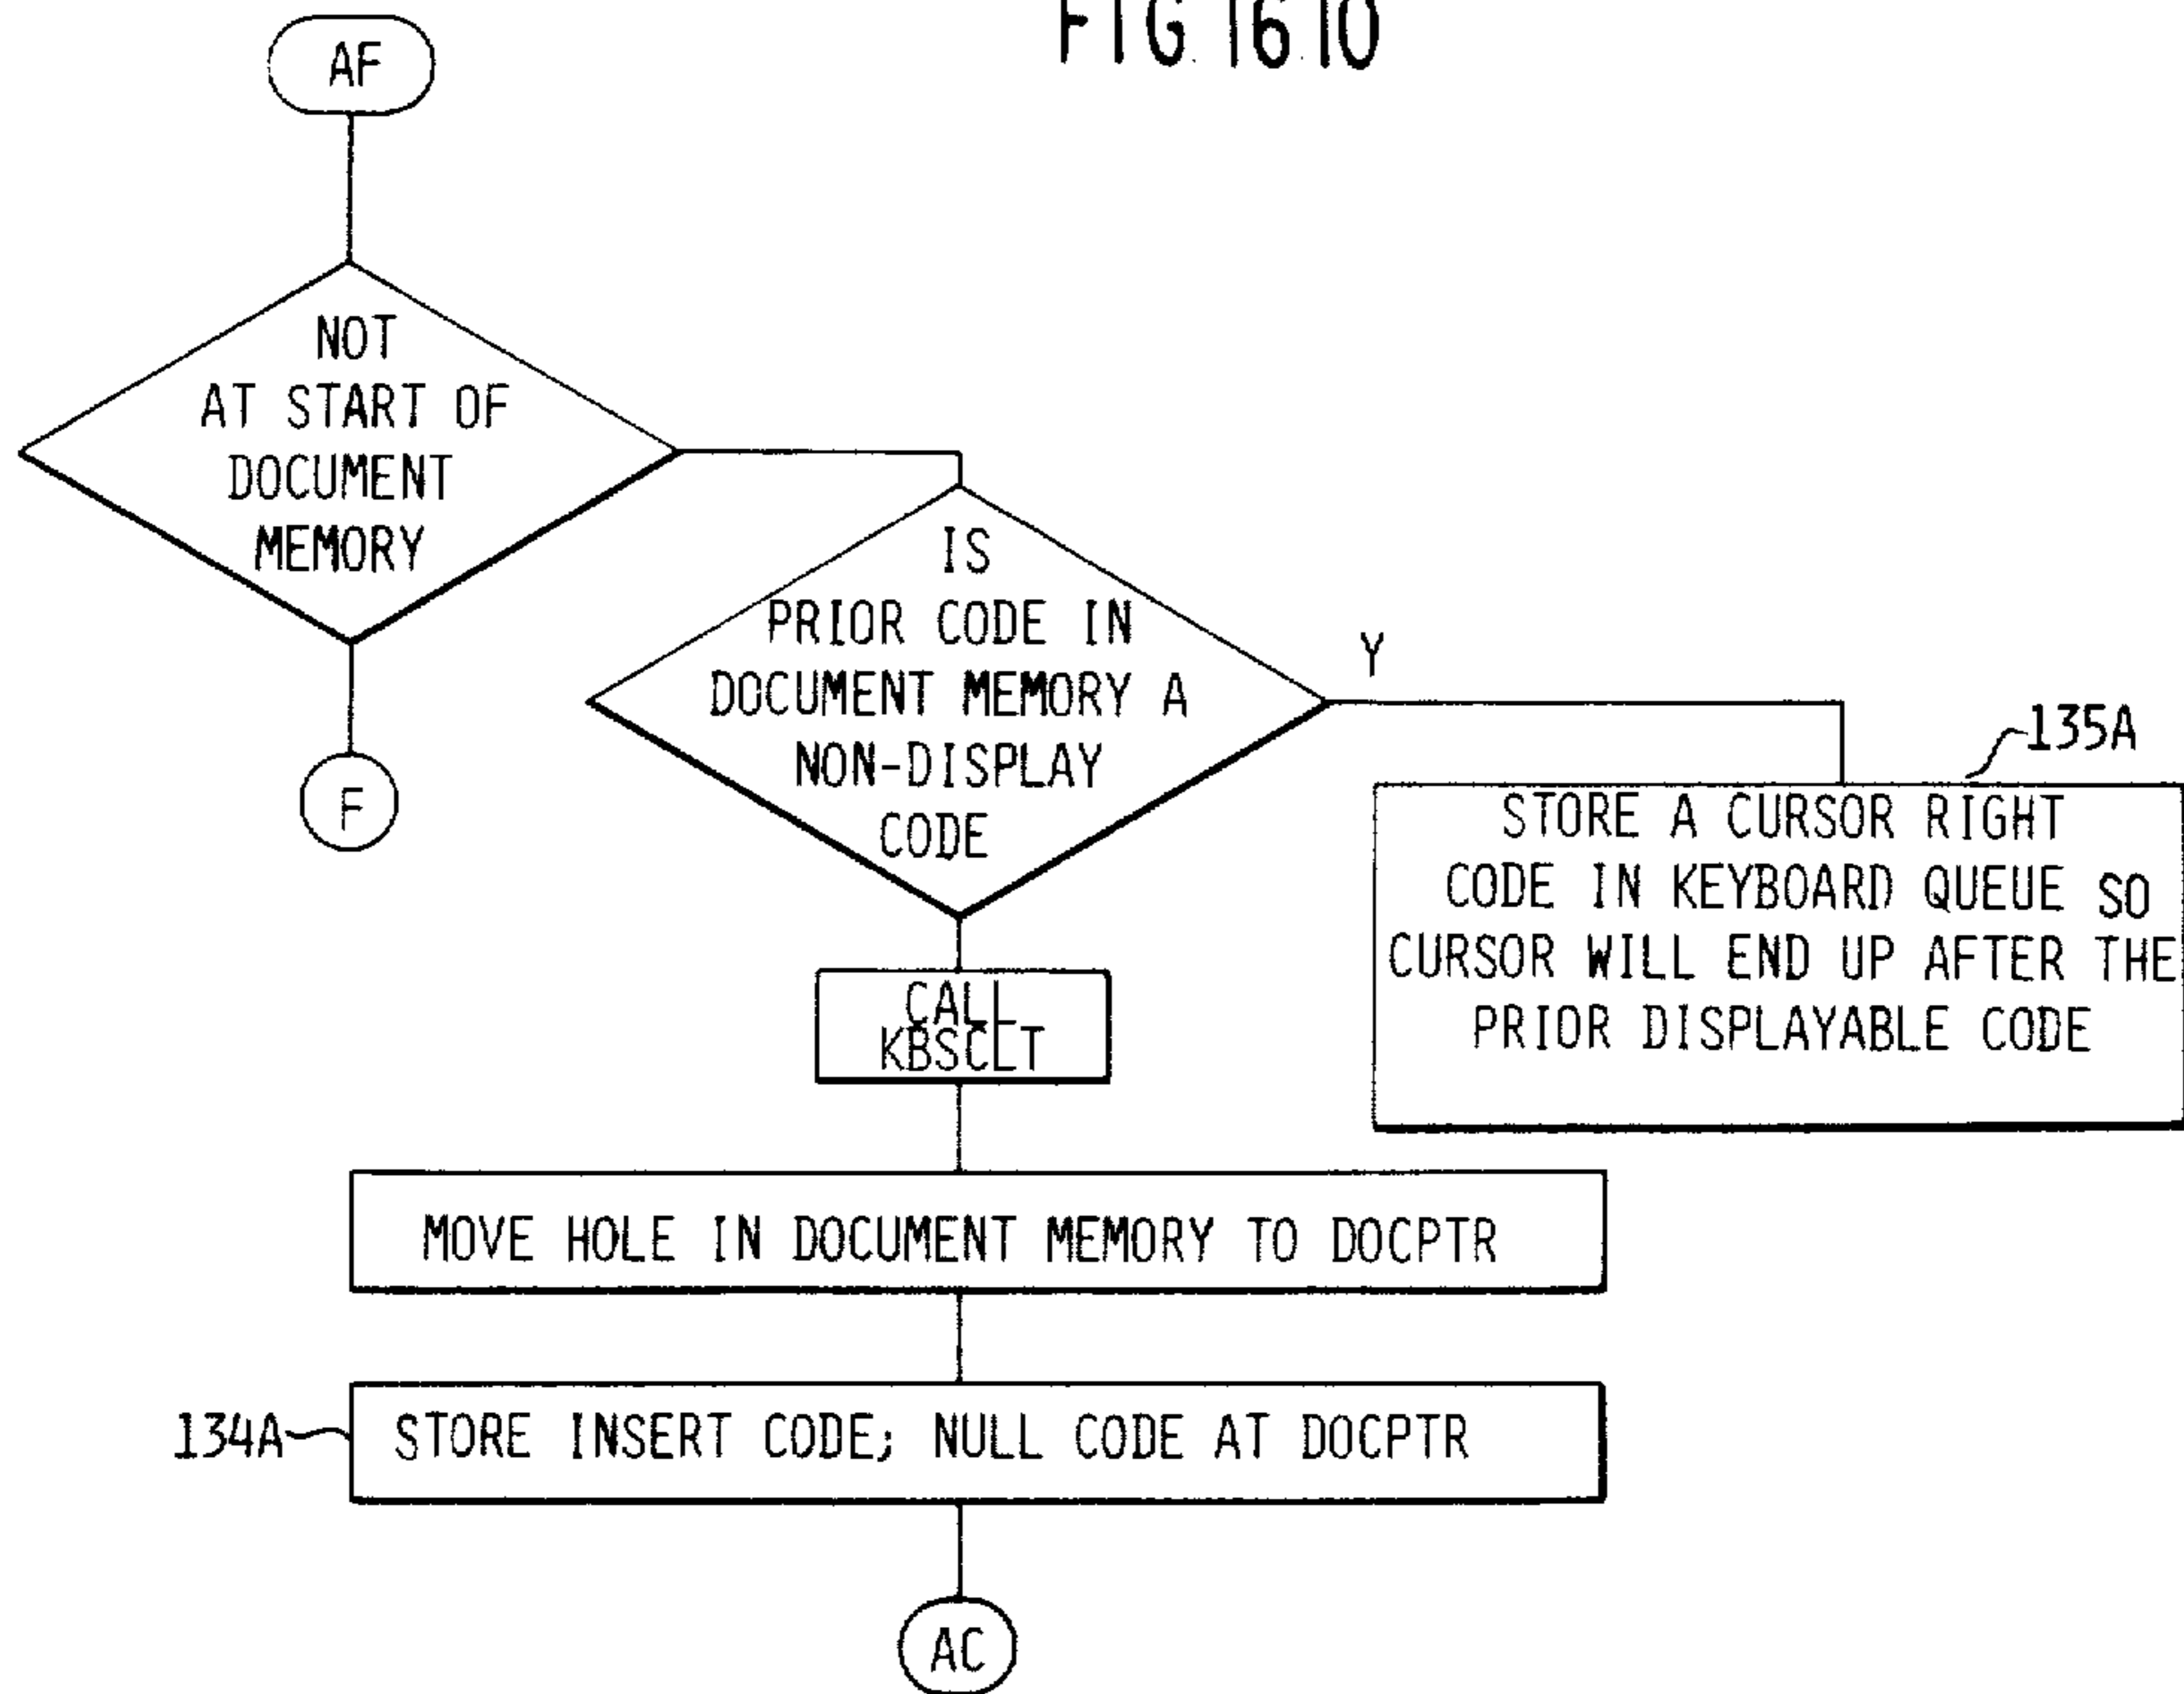 FIG. 16.10
AF
NOT
AT START OF
DOCUMENT
MEMORY
F
IS
PRIOR CODE IN
DOCUMENT MEMORY A
NON-DISPLAY
CODE
Y
135A
STORE A CURSOR RIGHT
CODE IN KEYBOARD QUEUE SO
CURSOR WILL END UP AFTER THE
PRIOR DISPLAYABLE CODE
CALL
KBSCLT
MOVE HOLE IN DOCUMENT MEMORY TO DOCPTR
134A
STORE INSERT CODE; NULL CODE AT DOCPTR
AC